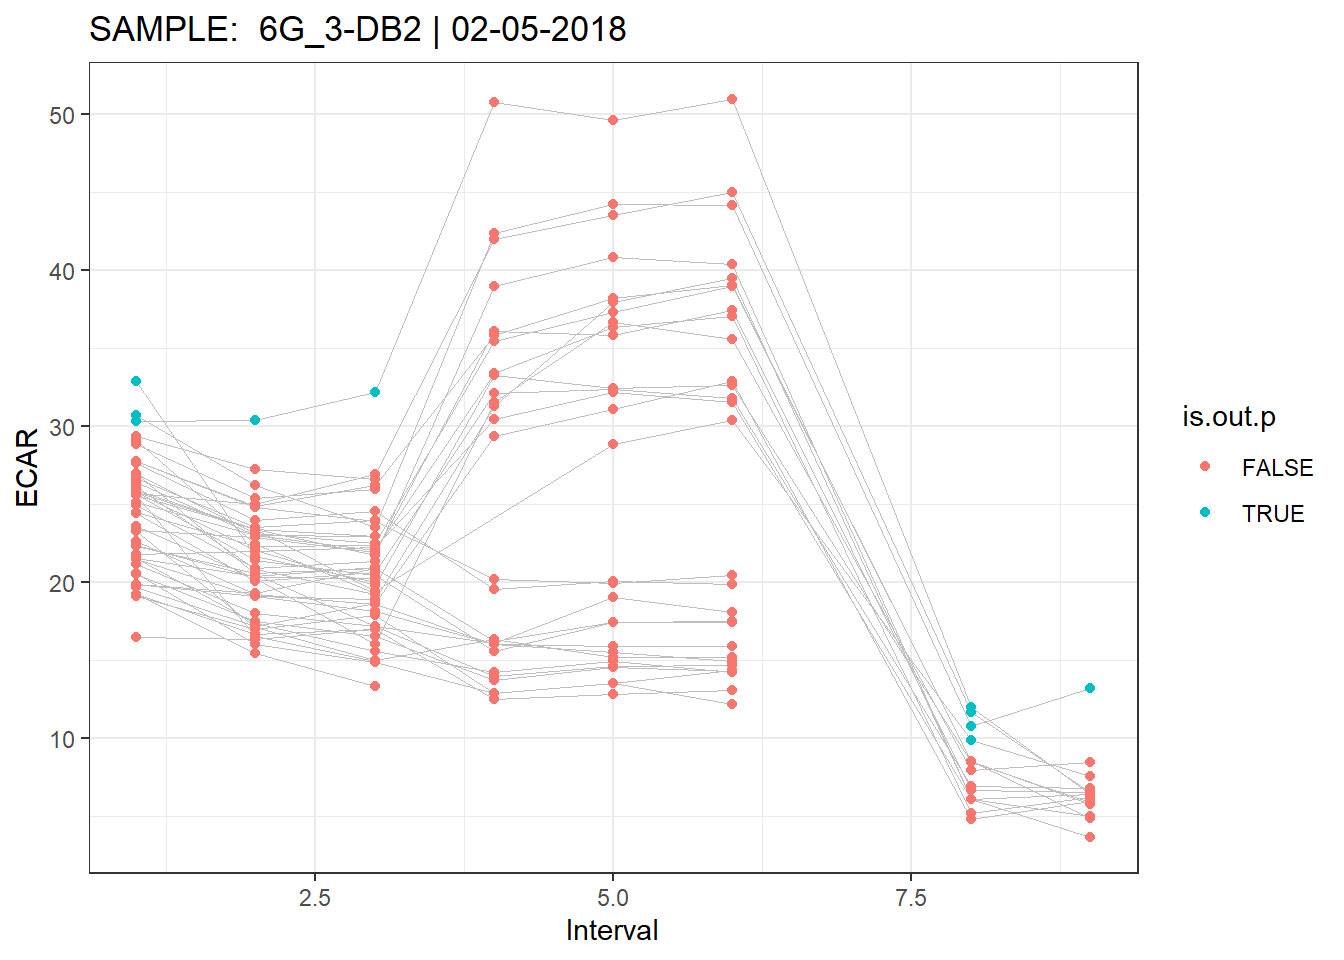 SAMPLE:  6G_3-DB2 | 02-05-2018
50
40
30
20
10
ECAR
2.5
5.0
7.5
Interval
is.out.p
FALSE
TRUE